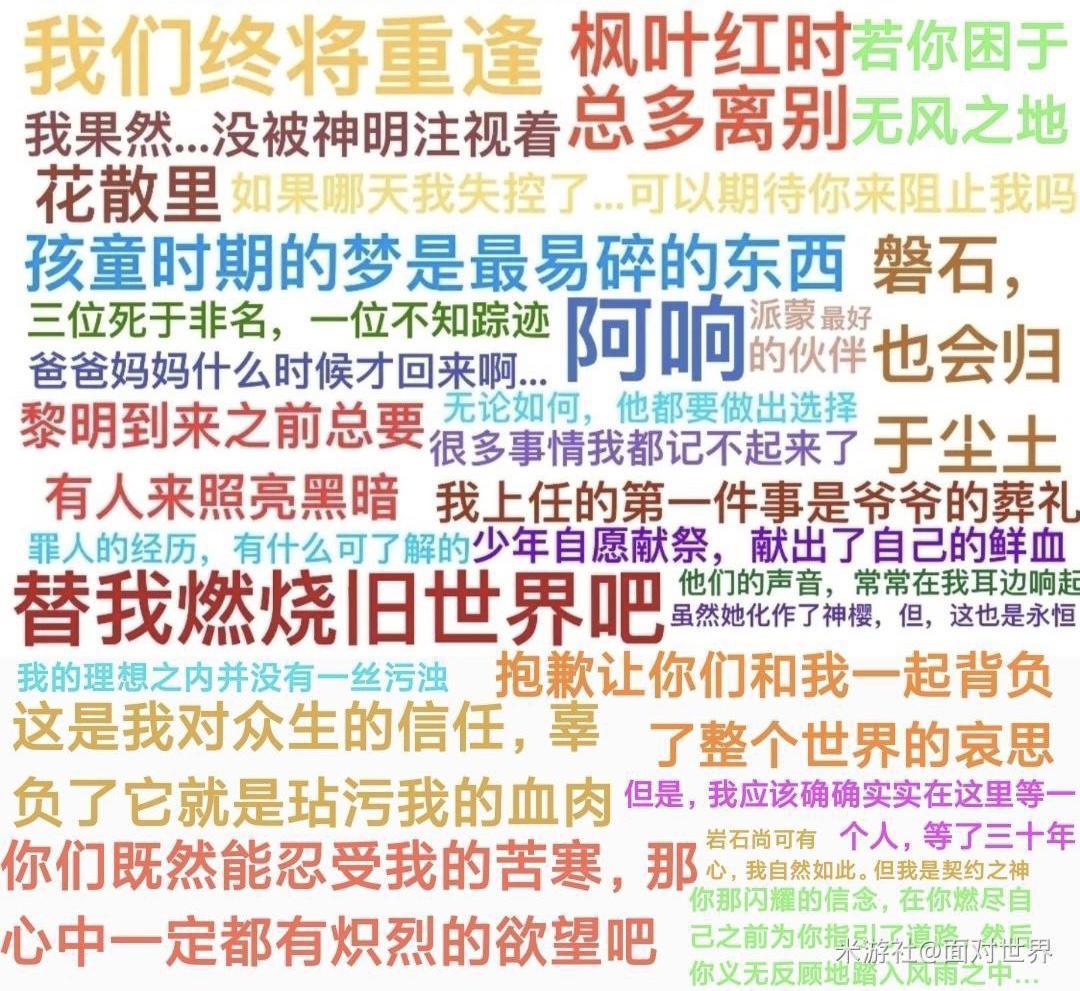 我们终将重逢
枫叶红时
总多离别
若你困于
无风之地
我果然...没被神明注视着
花散里
如果哪天我失控了...可以期待你来阻止我吗
孩童时期的梦是最易碎的东西
磐石，
也会归
于尘土
三位死于非名，一位不知踪迹
阿响
派蒙 最好
的伙伴
爸爸妈妈什么时候才回来啊...
黎明到来之前总要
有人来照亮黑暗
无论如何，他都要做出选择
很多事情我都记不起来了
我上任的第一件事是爷爷的葬礼
罪人的经历，有什么可了解的
少年自愿献祭，献出了自己的鲜血
替我燃烧旧世界吧
他们的声音，常常在我耳边响起
虽然她化作了神樱，但，这也是永恒
我的理想之内并没有一丝污浊
抱歉让你们和我一起背负
了整个世界的哀思
这是我对众生的信任，辜
负了它就是玷污我的血肉
但是，我应该确确实实在这里等一
个人，等了三十年
岩石尚可有
心，我自然如此。但我是契约之神
你们既然能忍受我的苦寒，那
心中一定都有炽烈的欲望吧
你那闪耀的信念，在你燃尽自
己之前为你指引了道路，然后
你义无反顾地踏入风雨之中...
米游社@面对世界